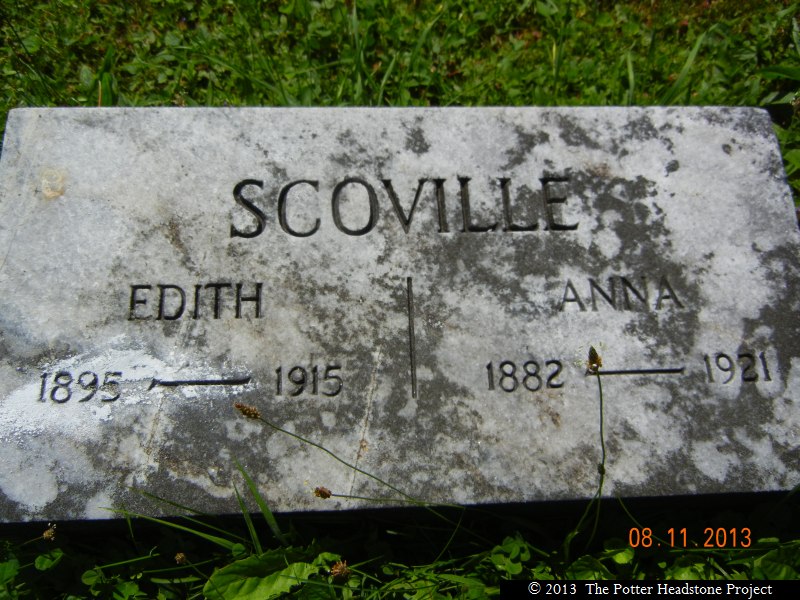 SCOVILLE
EDITH ANNA
1895 — 1915 1882 — 1921
08.11.2013
© 2013 The Potter Headstone Project